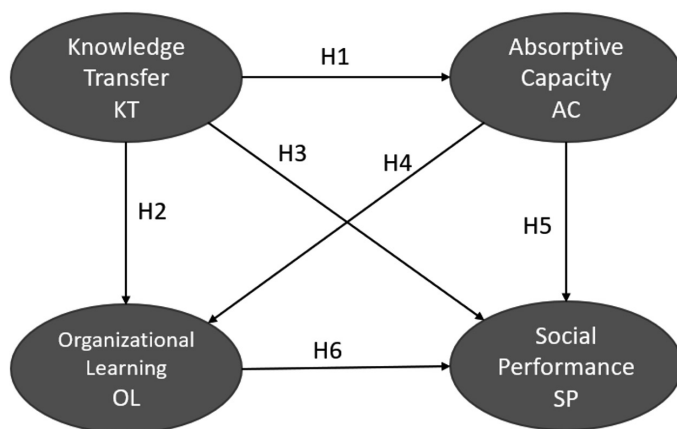 Knowledge
Transfer
KT
H1
Absorptive
Capacity
AC
H3
H4
H2
H5
Organizational
Learning
OL
H6
Social
Performance
SP